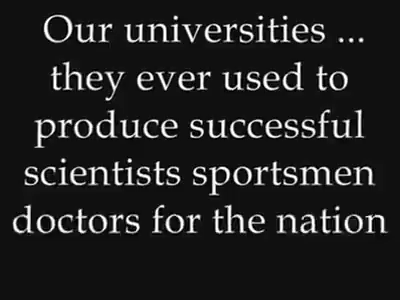 Our universities ...
they ever used to
produce successful
scientists sportsmen
doctors for the nation